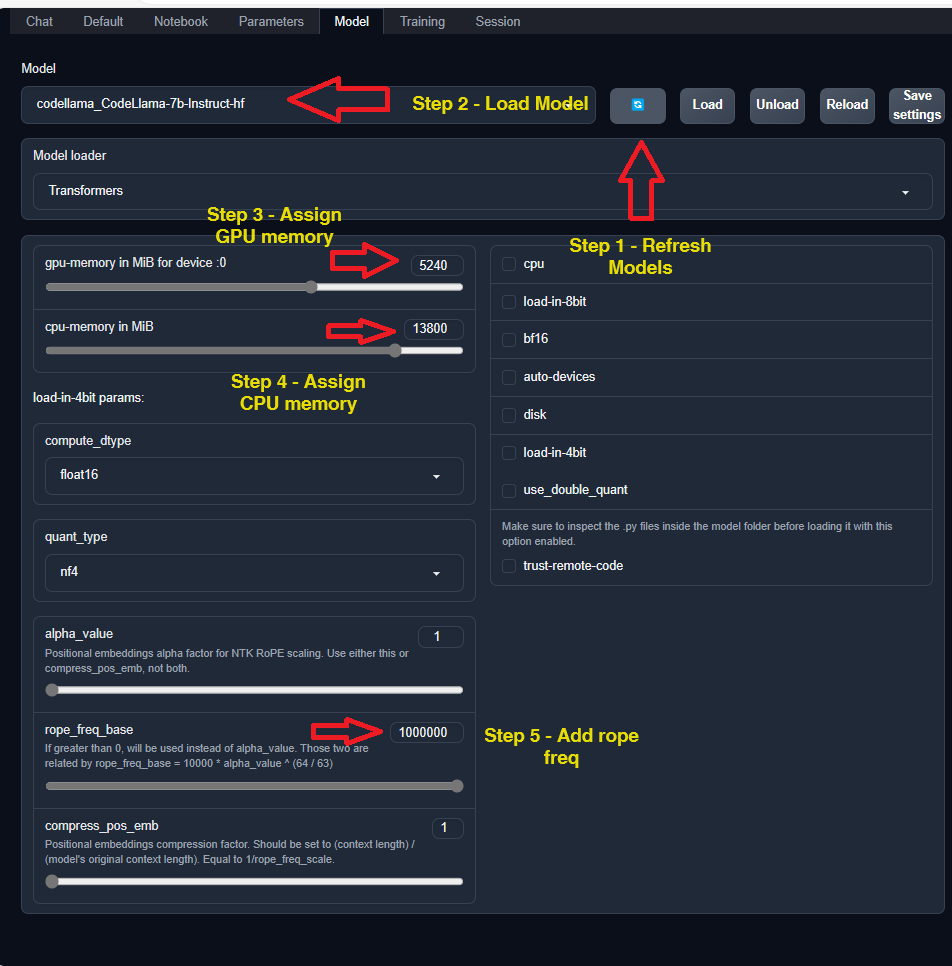 Chat Default Notebook Parameters Model Training Session
Model
codellama_CodeLlama-7b-Instruct-hf
Step 2 - Load Model
Load
Unload
Reload
Save
settings
Model loader
Transformers
Step 3 - Assign
GPU memory
Step 1 - Refresh
Models
gpu-memory in MiB for device :0
5240
cpu-memory in MiB
13800
Step 4 - Assign
CPU memory
load-in-4bit params:
compute_dtype
float16
quant_type
nf4
cpu
load-in-8bit
bf16
auto-devices
disk
load-in-4bit
use_double_quant
Make sure to inspect the .py files inside the model folder before loading it with this
option enabled.
trust-remote-code
alpha_value
1
Positional embeddings alpha factor for NTK RoPE scaling. Use either this or
compress_pos_emb, not both.
rope_freq_base
1000000
If greater than 0, will be used instead of alpha_value. Those two are
related by rope_freq_base = 10000 * alpha_value ^ (64 / 63)
Step 5 - Add rope
freq
compress_pos_emb
1
Positional embeddings compression factor. Should be set to (context length) /
(model's original context length). Equal to 1/rope_freq_scale.